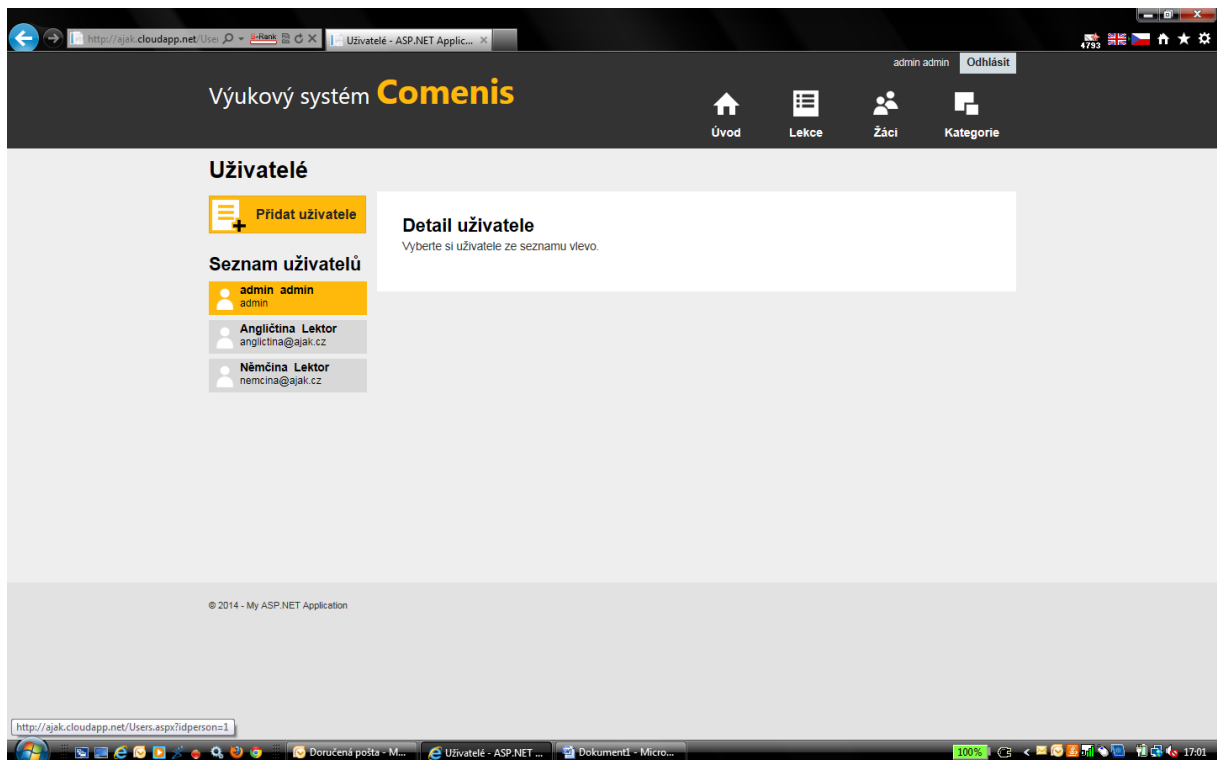 http://ajak.cloudapp.net/User
S-Rank
Uživatelé - ASP.NET Applic...
4793
admin admin
Odhlásit
Výukový systém Comenis
Úvod
Lekce
Žáci
Kategorie
Uživatelé
Přidat uživatele
Detail uživatele
Vyberte si uživatele ze seznamu vlevo.
Seznam uživatelů
admin admin
admin
Angličtina Lektor
anglictina@ajak.cz
Němčina Lektor
nemcina@ajak.cz
© 2014 - My ASP.NET Application
http://ajak.cloudapp.net/Users.aspx?idperson=1
Doručená pošta - M...
Uživatelé - ASP.NET ...
Dokument1 - Micro...
100%
17:01